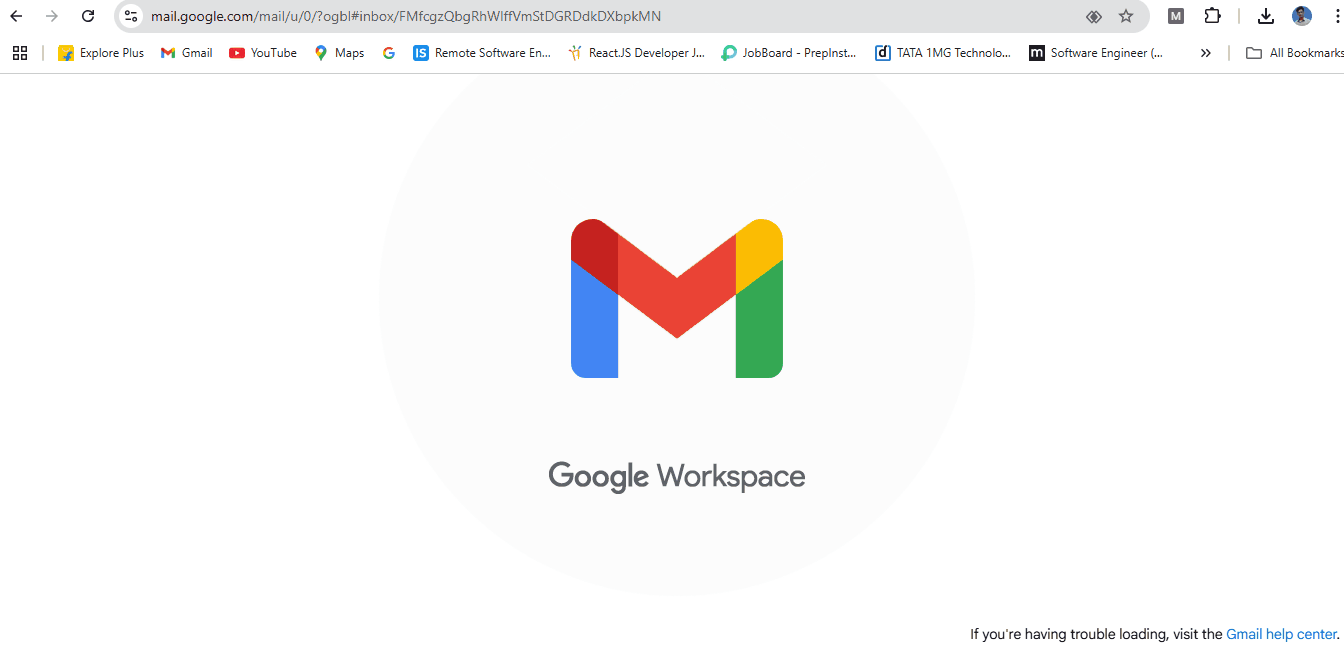 mail.google.com/mail/u/0/?ogbl#inbox/FMfcgzQbgRhWlffVmStDGRDdkDXbpkMN
M
Explore Plus Gmail YouTube Maps G IS Remote Software En... React.JS Developer J... JobBoard - PrepInst... d TATA 1MG Technolo... m Software Engineer (... » All Bookmarks
Google Workspace
If you're having trouble loading, visit the Gmail help center.